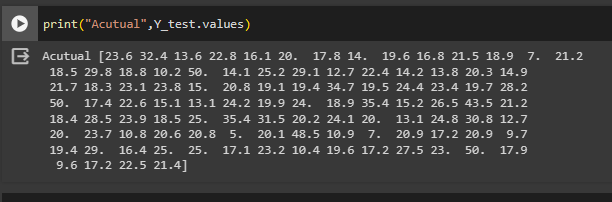 print("Acutual",Y_test.values)
Acutual [23.6 32.4 13.6 22.8 16.1 20. 17.8 14. 19.6 16.8 21.5 18.9 7. 21.2
18.5 29.8 18.8 10.2 50. 14.1 25.2 29.1 12.7 22.4 14.2 13.8 20.3 14.9
21.7 18.3 23.1 23.8 15. 20.8 19.1 19.4 34.7 19.5 24.4 23.4 19.7 28.2
50. 17.4 22.6 15.1 13.1 24.2 19.9 24. 18.9 35.4 15.2 26.5 43.5 21.2
18.4 28.5 23.9 18.5 25. 35.4 31.5 20.2 24.1 20. 13.1 24.8 30.8 12.7
20. 23.7 10.8 20.6 20.8 5. 20.1 48.5 10.9 7. 20.9 17.2 20.9 9.7
19.4 29. 16.4 25. 25. 17.1 23.2 10.4 19.6 17.2 27.5 23. 50. 17.9
9.6 17.2 22.5 21.4]